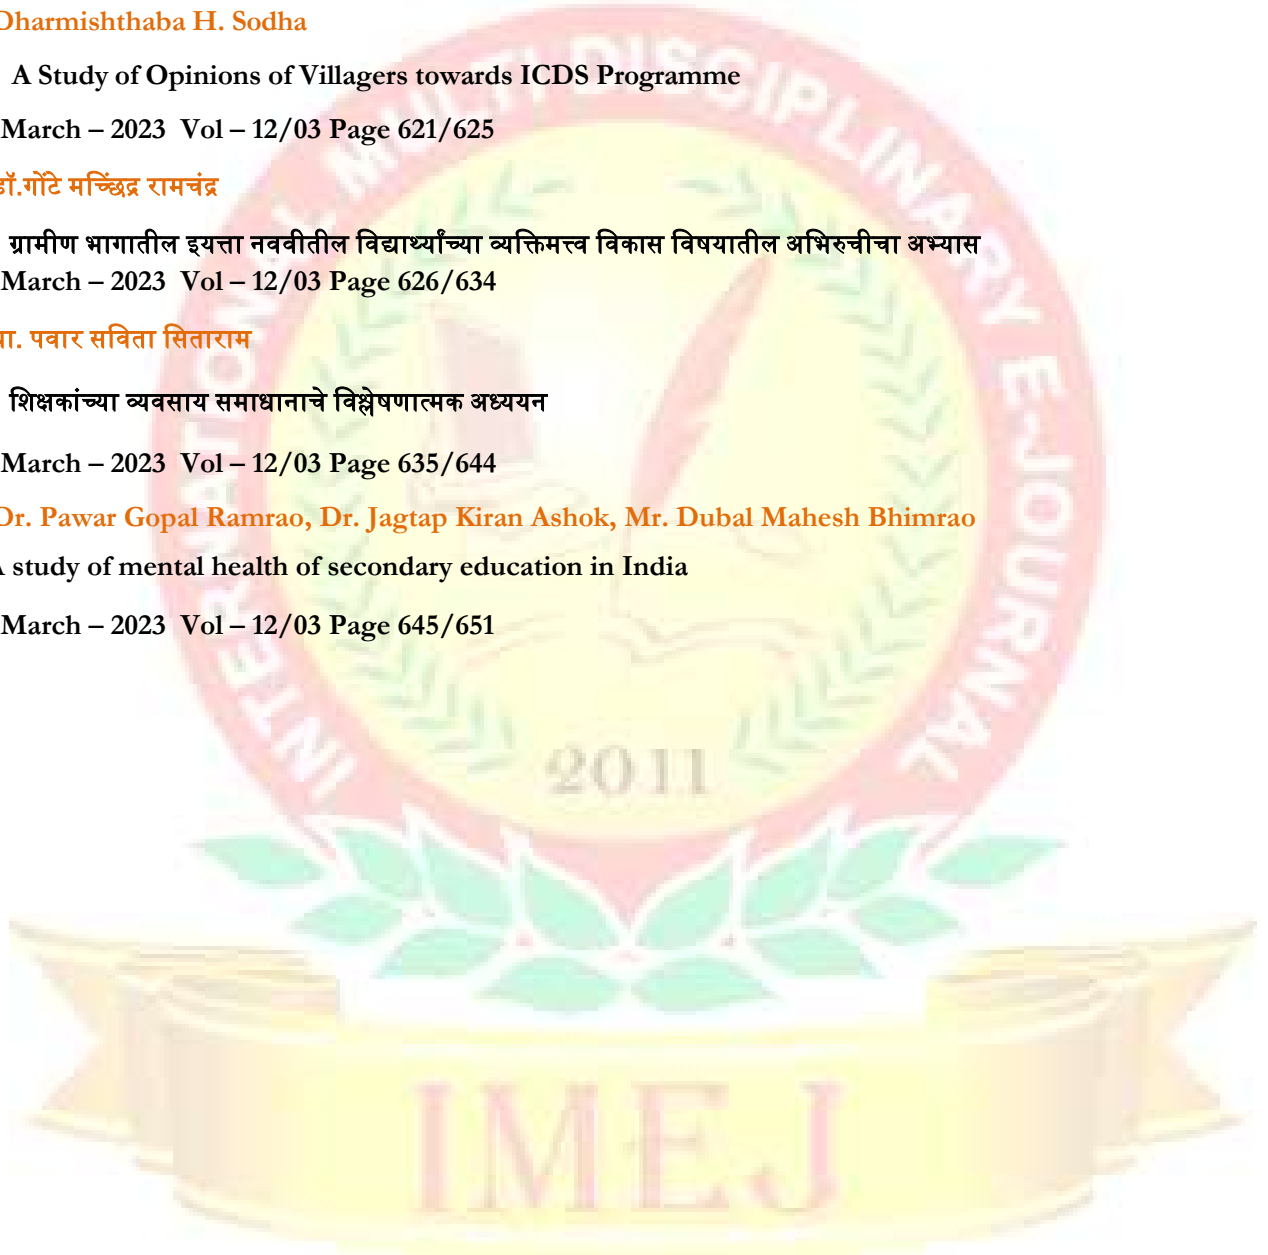 Dharmishthaba H. Sodha
A Study of Opinions of Villagers towards ICDS Programme
March – 2023 Vol – 12/03 Page 621/625
डॉ.गोंटे मच्छिंद्र रामचंद्र
ग्रामीण भागातील इयत्ता नववीतील विद्यार्थ्यांच्या व्यक्तिमत्त्व विकास विषयातील अभिरुचीचा अभ्यास
March – 2023 Vol – 12/03 Page 626/634
प्रा. पवार सविता सिताराम
शिक्षकांच्या व्यवसाय समाधानाचे विश्लेषणात्मक अध्ययन
March – 2023 Vol – 12/03 Page 635/644
Dr. Pawar Gopal Ramrao, Dr. Jagtap Kiran Ashok, Mr. Dubal Mahesh Bhimrao
A study of mental health of secondary education in India
March – 2023 Vol – 12/03 Page 645/651
INTERNATIONAL MULTIDISCIPLINARY E-JOURNAL
2011
IMEJ